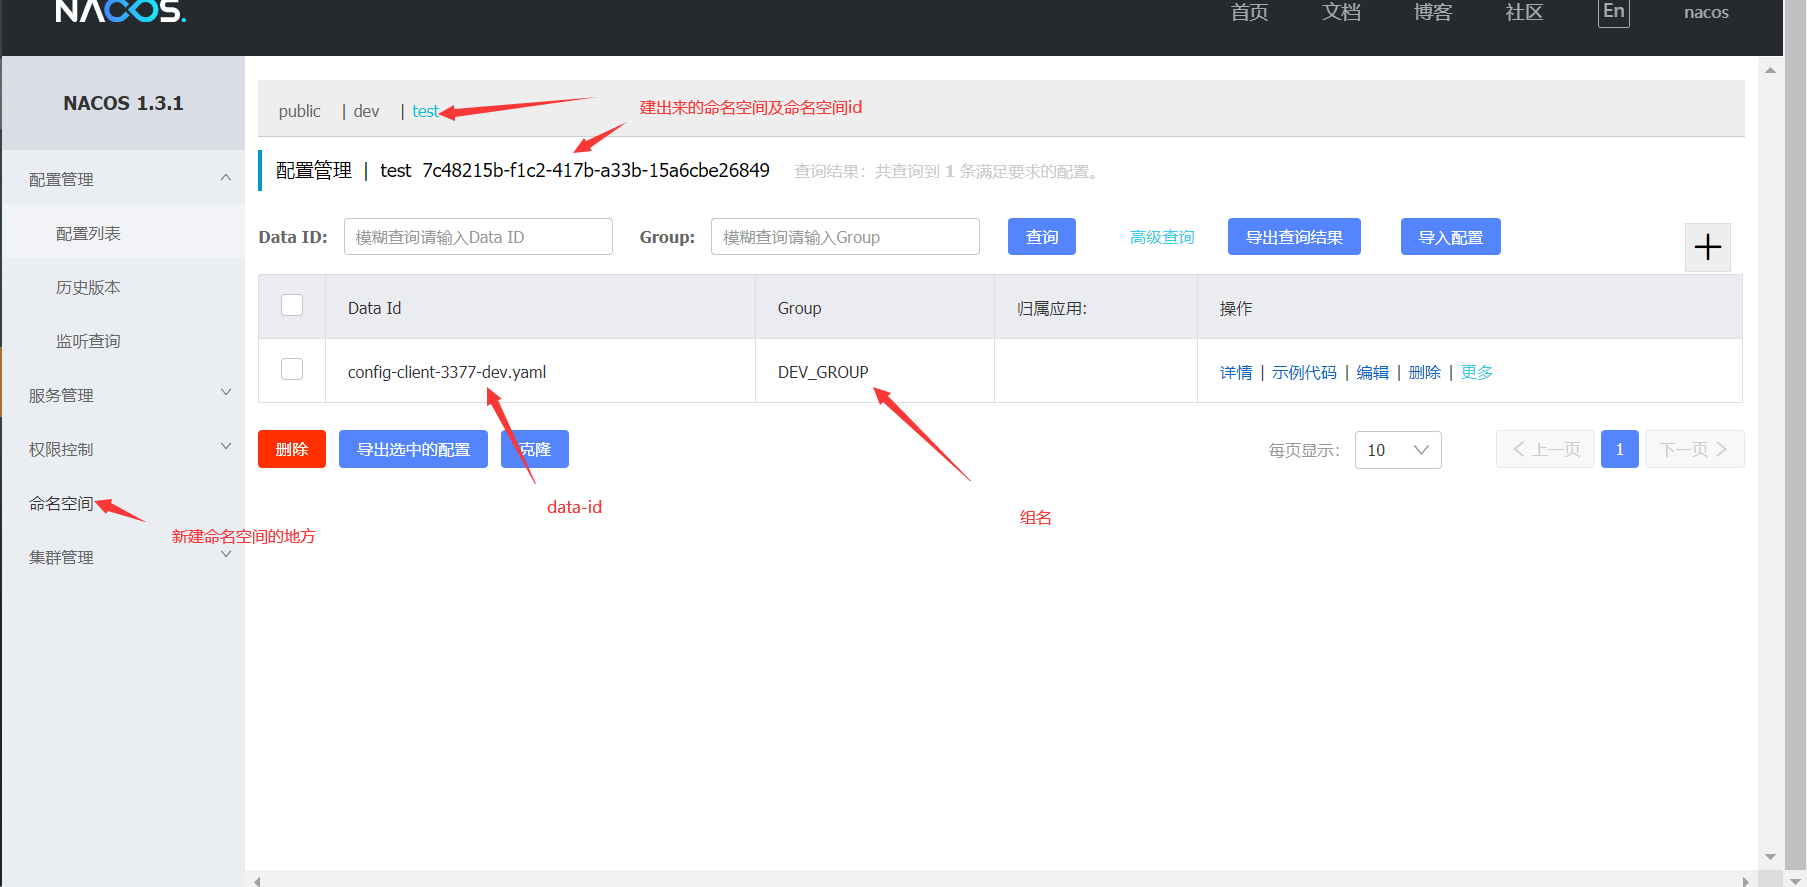 NACOS.
首页 文档 博客 社区 En nacos
NACOS 1.3.1
配置管理
配置列表
历史版本
监听查询
服务管理
权限控制
命名空间
新建命名空间的地方
集群管理
public | dev | test
建出来的命名空间及命名空间id
配置管理 | test 7c48215b-f1c2-417b-a33b-15a6cbe26849 查询结果：共查询到 1 条满足要求的配置。
Data ID: 模糊查询请输入Data ID Group: 模糊查询请输入Group 查询 高级查询 导出查询结果 导入配置
Data Id Group 归属应用: 操作
config-client-3377-dev.yaml DEV_GROUP 详情 | 示例代码 | 编辑 | 删除 | 更多
删除 导出选中的配置 克隆 每页显示: 10 上一页 1 下一页
data-id
组名